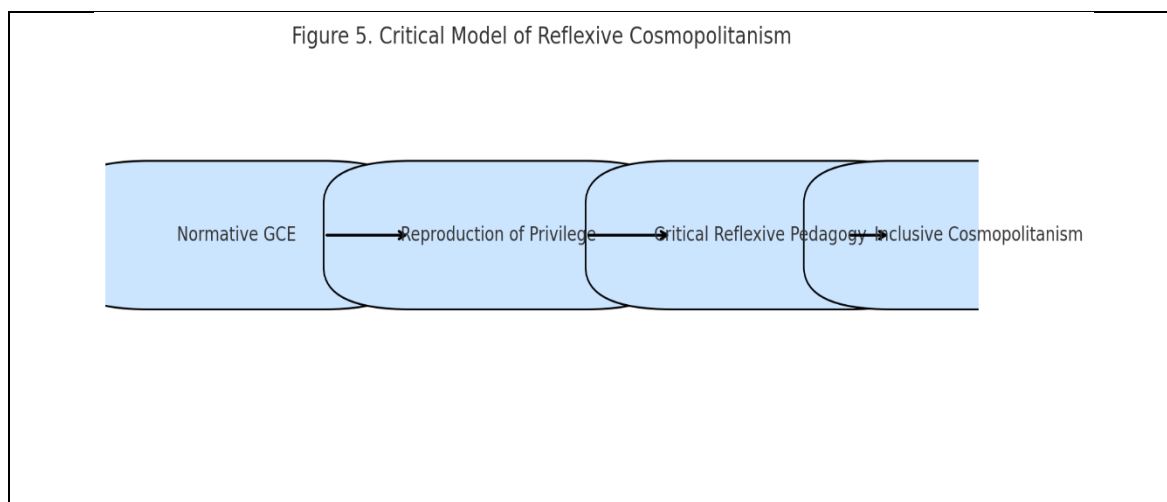 Figure 5. Critical Model of Reflexive Cosmopolitanism
Normative GCE
Reproduction of Privilege
Critical Reflexive Pedagogy
Inclusive Cosmopolitanism